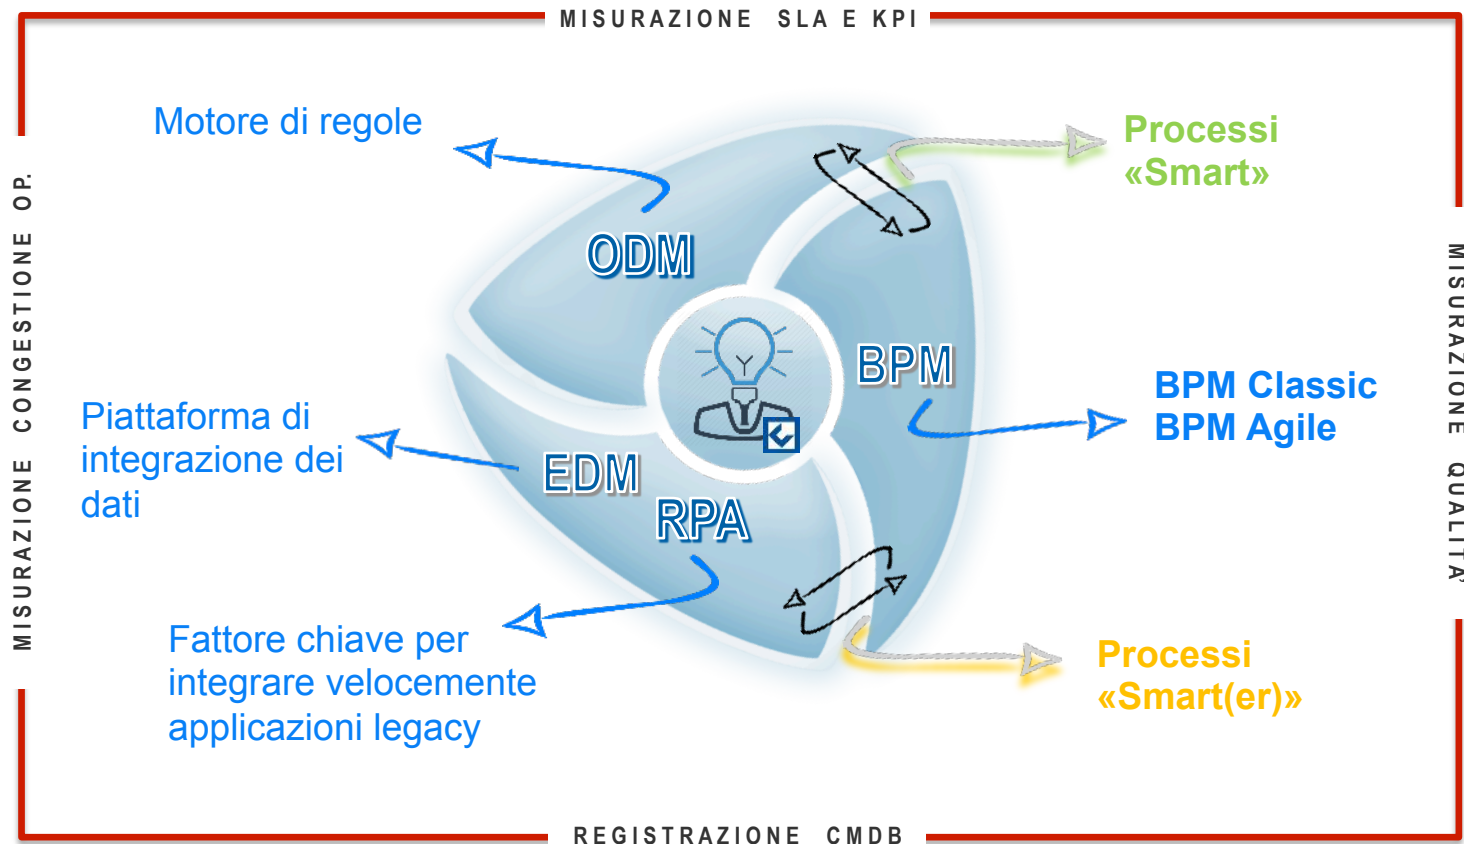 MISURAZIONE SLA E KPI
Motore di regole
Processi
«Smart»
ODM
MISURAZIONE CONGESTIONE OP.
MISURAZIONE QUALITA'
BPM
BPM Classic
BPM Agile
Piattaforma di
integrazione dei
dati
EDM
RPA
Fattore chiave per
integrare velocemente
applicazioni legacy
Processi
«Smart(er)»
REGISTRAZIONE CMDB